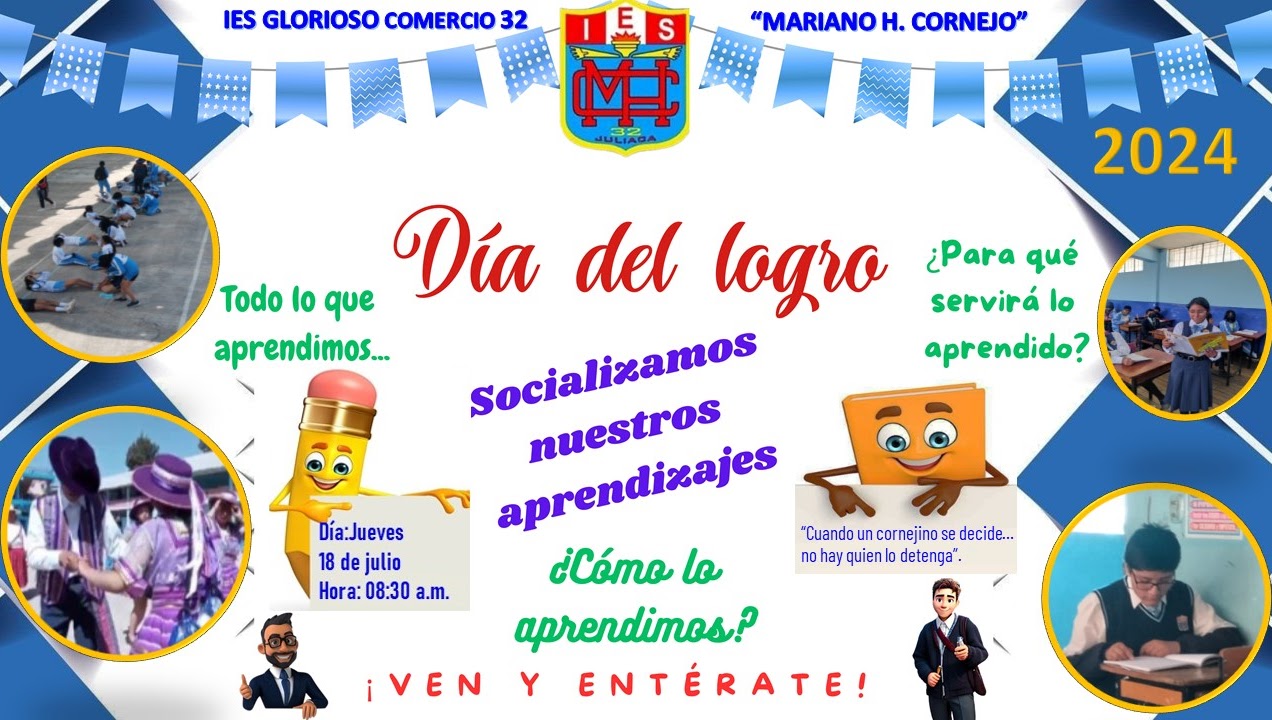 IES GLORIOSO COMERCIO 32
“MARIANO H. CORNEJO”
I E S
MHC
32
JULIACA
2024
Día del logro
Todo lo que
aprendimos...
¿Para qué
servirá lo
aprendido?
Socializamos
nuestros
aprendizajes
Día:Jueves
18 de julio
Hora: 08:30 a.m.
“Cuando un cornejino se decide...
no hay quien lo detenga”.
¿Cómo lo
aprendimos?
¡VEN Y ENTÉRATE!